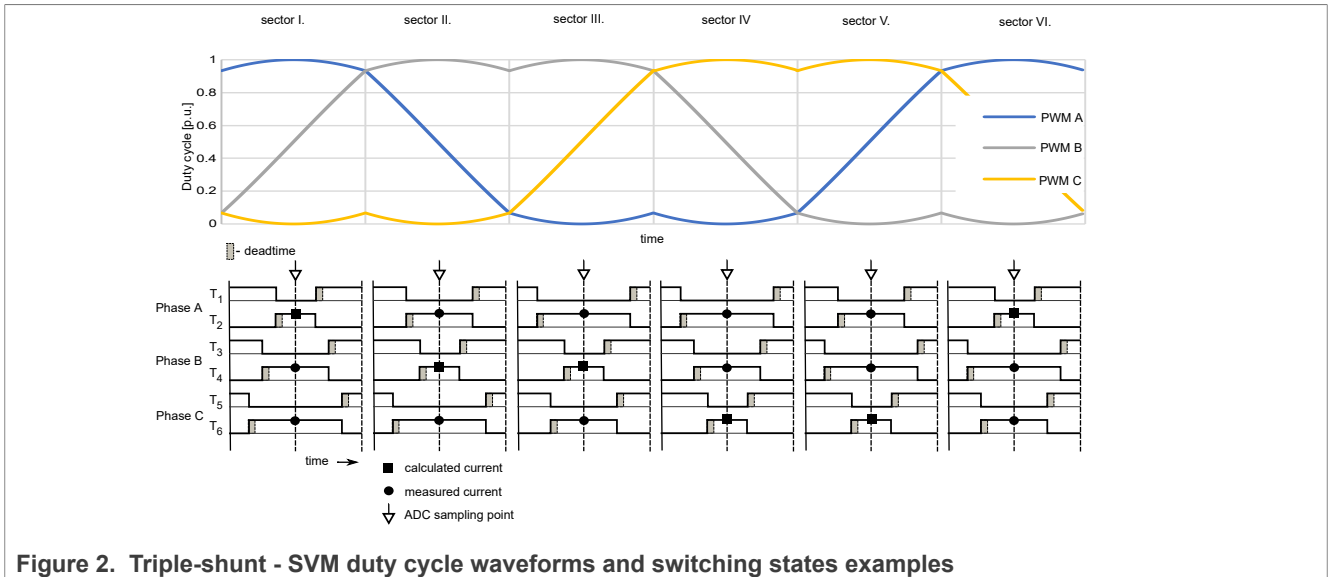 sector I. sector II. sector III. sector IV sector V. sector VI.
1
0.8
0.6
0.4
0.2
0
Duty cycle [p.u.]
PWM A
PWM B
PWM C
time
- deadtime
Phase A
T1
T2
Phase B
T3
T4
Phase C
T5
T6
time
calculated current
measured current
ADC sampling point
Figure 2. Triple-shunt - SVM duty cycle waveforms and switching states examples